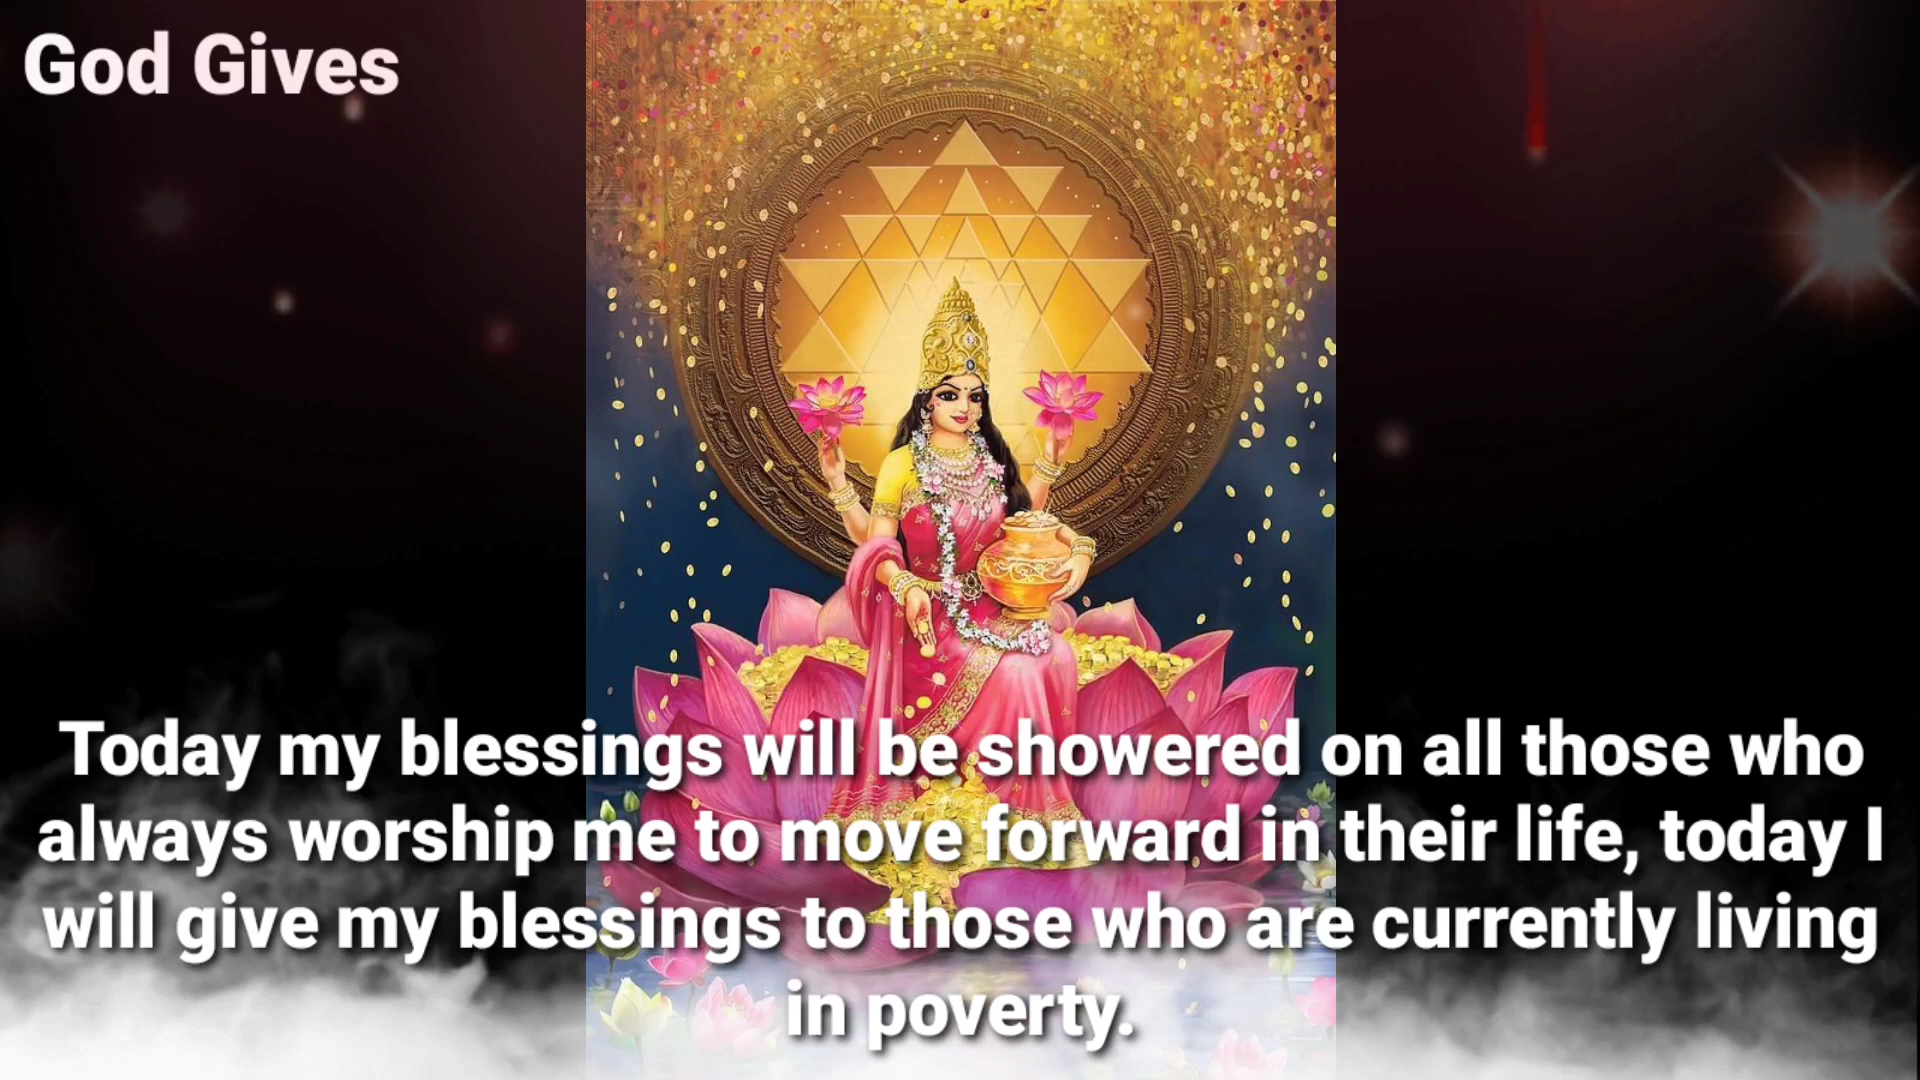 God Gives
Today my blessings will be showered on all those who
always worship me to move forward in their life, today I
will give my blessings to those who are currently living
in poverty.